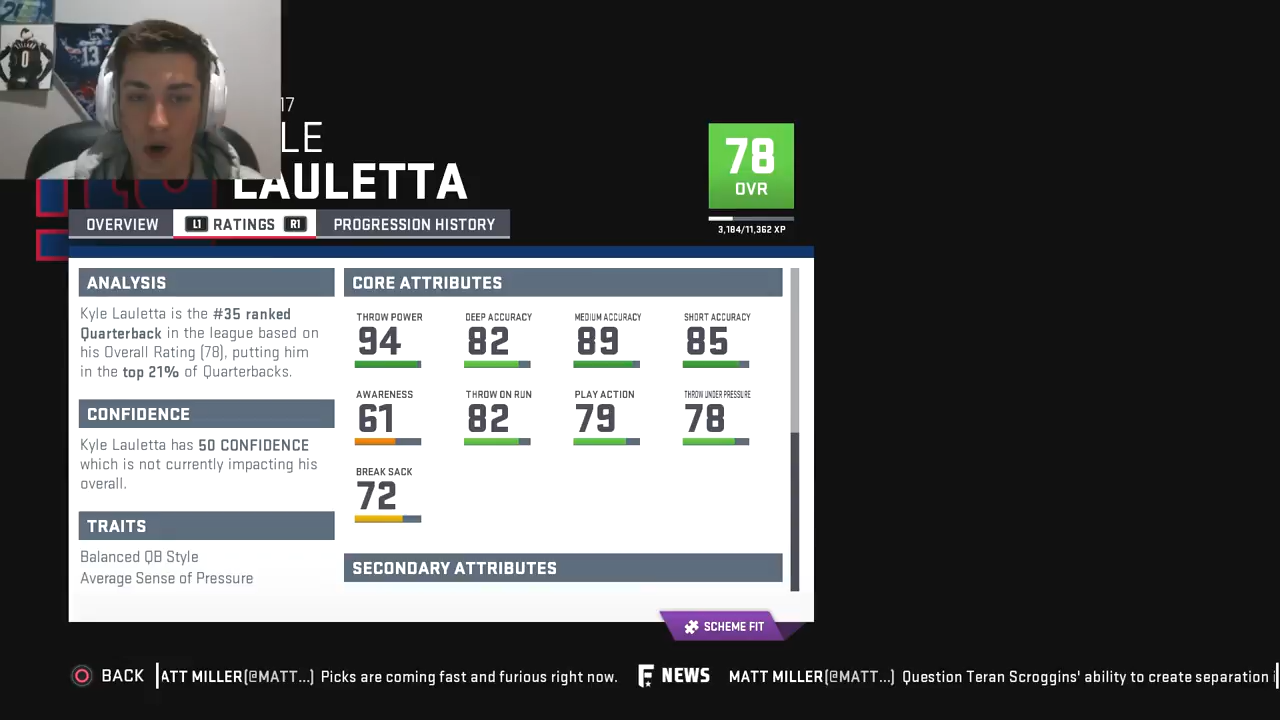 17
LE
LAULETTA
78
OVR
3,184/11,362 XP
OVERVIEW L1 RATINGS R1 PROGRESSION HISTORY
ANALYSIS
Kyle Lauletta is the #35 ranked
Quarterback in the league based on
his Overall Rating (78), putting him
in the top 21% of Quarterbacks.
CONFIDENCE
Kyle Lauletta has 50 CONFIDENCE
which is not currently impacting his
overall.
TRAITS
Balanced QB Style
Average Sense of Pressure
CORE ATTRIBUTES
THROW POWER DEEP ACCURACY MEDIUM ACCURACY SHORT ACCURACY
94 82 89 85
AWARENESS THROW ON RUN PLAY ACTION THROW UNDER PRESSURE
61 82 79 78
BREAK SACK
72
SECONDARY ATTRIBUTES
SCHEME FIT
BACK
ATT MILLER(@MATT...) Picks are coming fast and furious right now. F NEWS MATT MILLER(@MATT...) Question Teran Scroggins' ability to create separation
13
0